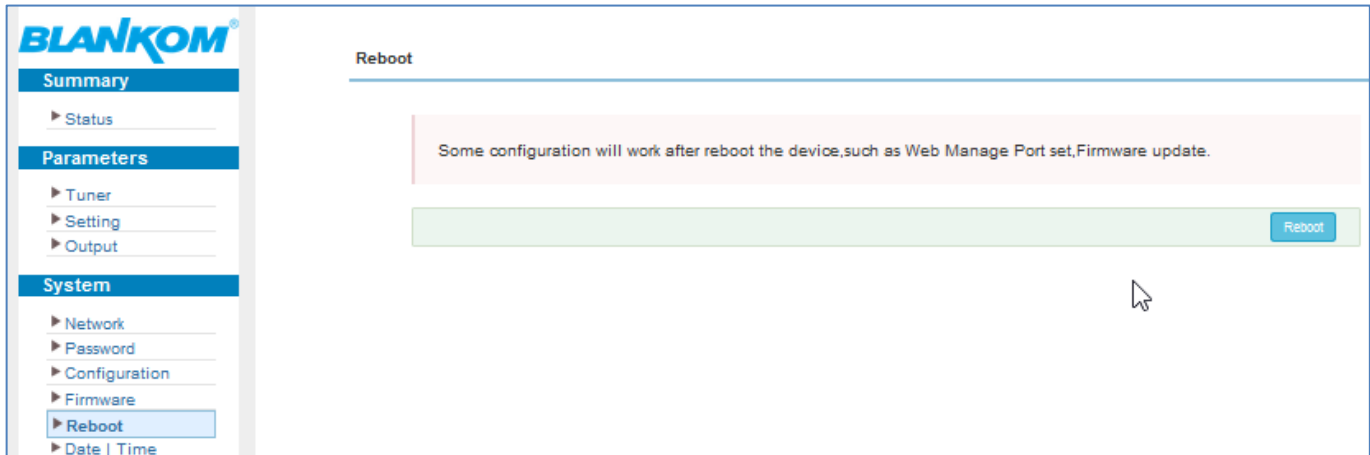 BLANKOM®
Summary
Status
Parameters
Tuner
Setting
Output
System
Network
Password
Configuration
Firmware
Reboot
Date | Time
Reboot
Some configuration will work after reboot the device,such as Web Manage Port set,Firmware update.
Reboot